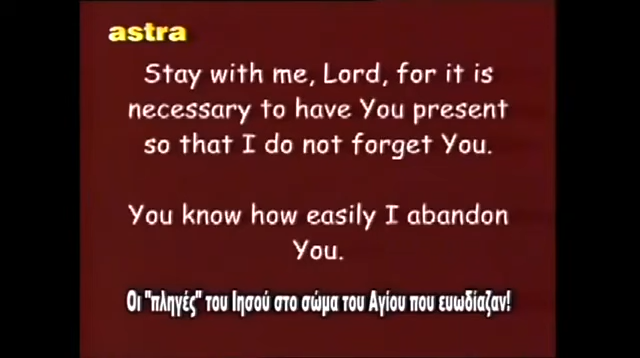 astra
Stay with me, Lord, for it is
necessary to have You present
so that I do not forget You.
You know how easily I abandon
You.
Οι "πληγές" του Ιησού στο σώμα του Αγίου που ευωδίαζαν!